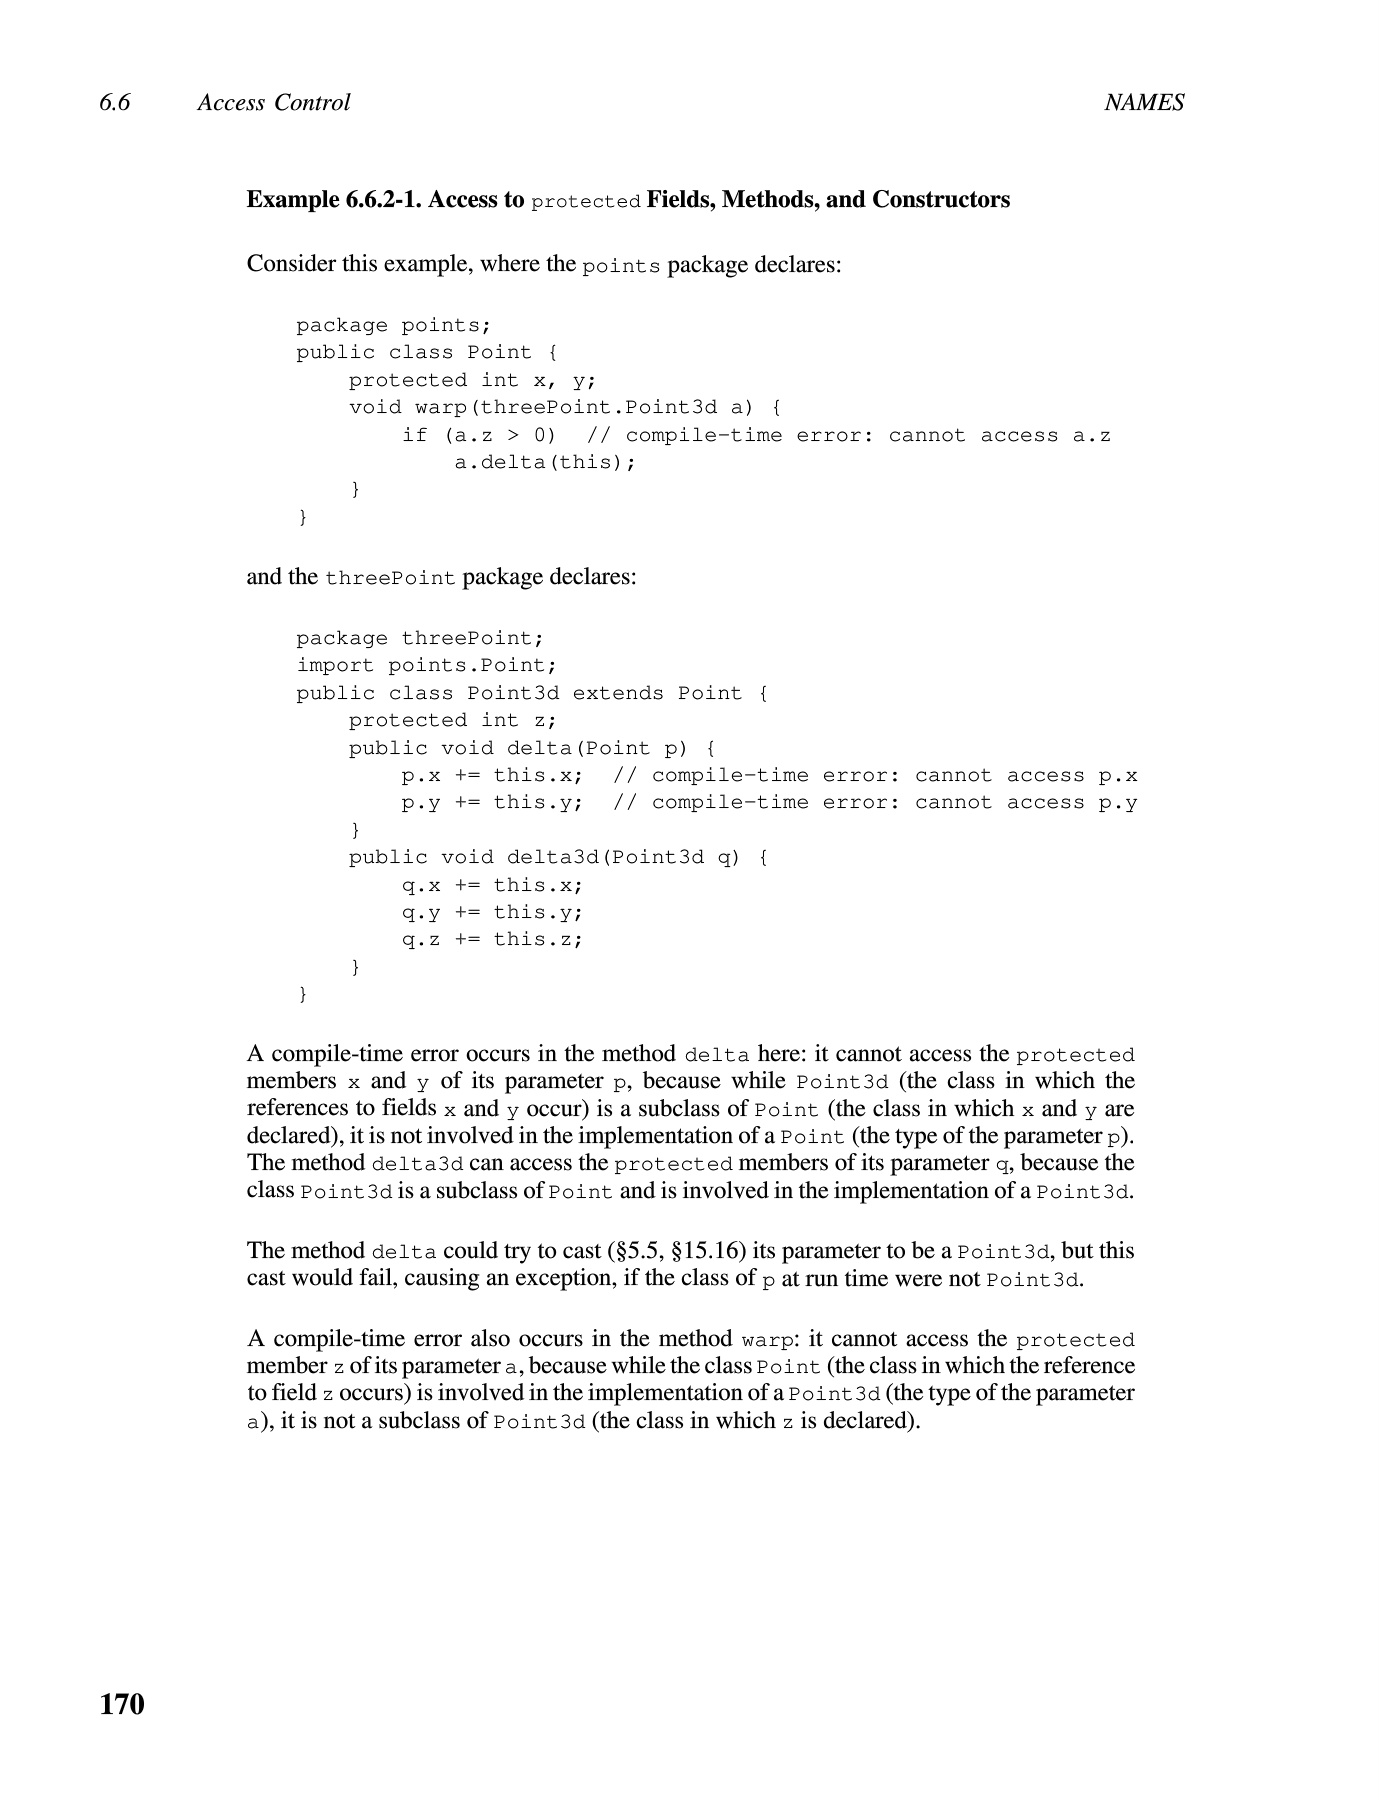 6.6 Access Control NAMES
Example 6.6.2-1. Access to protected Fields, Methods, and Constructors
Consider this example, where the points package declares:
package points;
public class Point {
    protected int x, y;
    void warp(threePoint.Point3d a) {
        if (a.z > 0)  // compile-time error: cannot access a.z
            a.delta(this);
    }
}
and the threePoint package declares:
package threePoint;
import points.Point;
public class Point3d extends Point {
    protected int z;
    public void delta(Point p) {
        p.x += this.x;  // compile-time error: cannot access p.x
        p.y += this.y;  // compile-time error: cannot access p.y
    }
    public void delta3d(Point3d q) {
        q.x += this.x;
        q.y += this.y;
        q.z += this.z;
    }
}
A compile-time error occurs in the method delta here: it cannot access the protected
members x and y of its parameter p, because while Point3d (the class in which the
references to fields x and y occur) is a subclass of Point (the class in which x and y are
declared), it is not involved in the implementation of a Point (the type of the parameter p).
The method delta3d can access the protected members of its parameter q, because the
class Point3d is a subclass of Point and is involved in the implementation of a Point3d.
The method delta could try to cast (§5.5, §15.16) its parameter to be a Point3d, but this
cast would fail, causing an exception, if the class of p at run time were not Point3d.
A compile-time error also occurs in the method warp: it cannot access the protected
member z of its parameter a, because while the class Point (the class in which the reference
to field z occurs) is involved in the implementation of a Point3d (the type of the parameter
a), it is not a subclass of Point3d (the class in which z is declared).
170